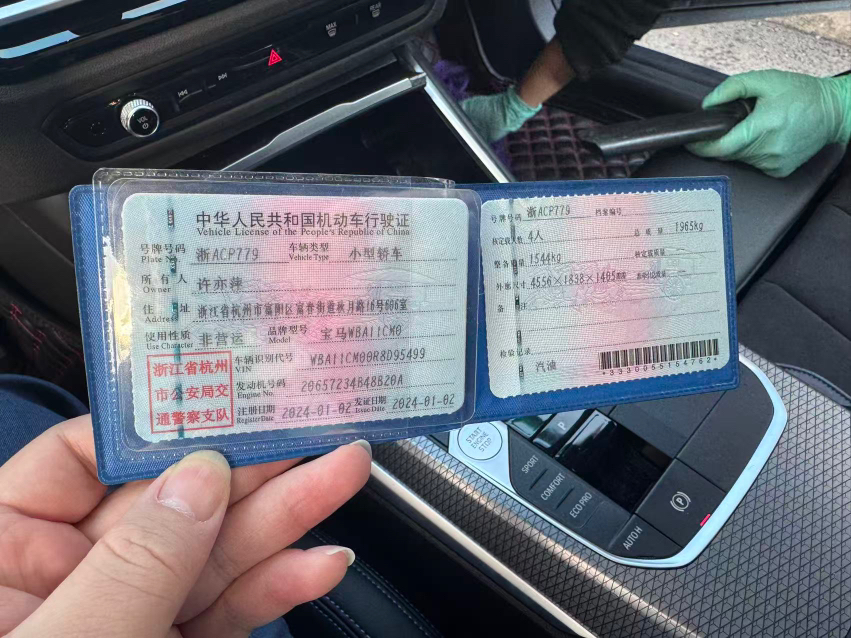 中华人民共和国机动车行驶证
Vehicle License of the People's Republic of China
号牌号码 浙ACP779 车辆类型 小型轿车
Plate No. Vehicle Type
所有人 许亦萍
Owner
住址 浙江省杭州市富阳区富春街道秋月路16号606室
Address
使用性质 非营运 品牌型号 宝马WBA11CM0
Use Character Model
浙江省杭州
市公安局交
通警察支队
车辆识别代号 WBA11CM00R8D95499
VIN
发动机号码 20657234B48B20A
Engine No.
注册日期 2024-01-02 发证日期 2024-01-02
Register Date Issue Date
号牌号码 浙ACP779 档案编号
核定载人数 4人 总质量 1965kg
整备质量 1544kg 核定载质量
外廓尺寸 4556×1838×1405
备注
检验记录
汽油
*3330055154762*
VOL
MAX
REAR
START
ENGINE
STOP
P
SPORT
COMFORT
ECO PRO
(P)
AUTO H